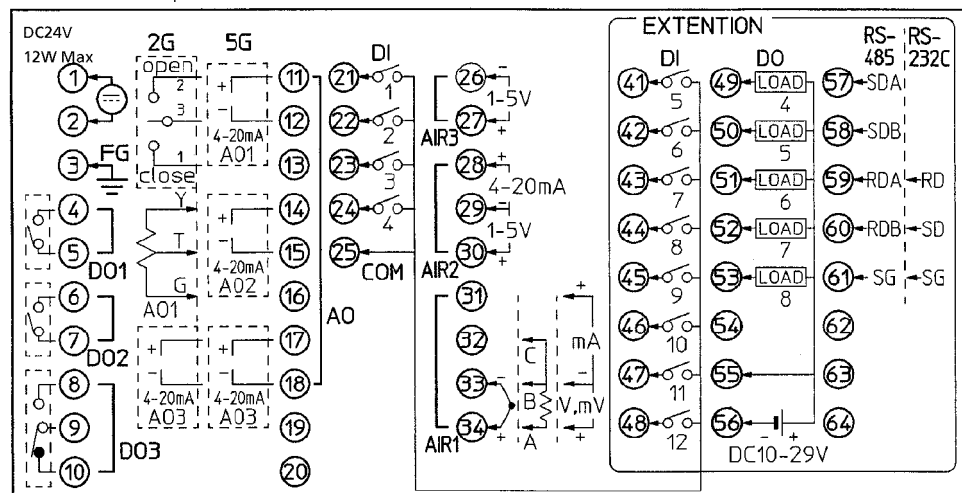 DC24V
12W Max
2G 5G
open
2
3
1
close
+
-
4-20mA
AO1
FG
Y
T
G
AO1
+
-
4-20mA
AO2
+
-
4-20mA
AO3
+
-
4-20mA
AO3
1
2
3
4
5
DO1
6
7
DO2
8
9
10
DO3
11
12
13
14
15
16
17
18
19
20
AO
DI
21
1
22
2
23
3
24
4
25
COM
26 -
1-5V
27 +
AIR3
28 +
4-20mA
29 -
1-5V
30 +
AIR2
31
32
33 -
34 +
AIR1
C
B
A
+
mA
-
V,mV
+
EXTENTION
DI DO RS-485 RS-232C
41 5 49 LOAD 4 57 SDA
42 6 50 LOAD 5 58 SDB
43 7 51 LOAD 6 59 RDA RD
44 8 52 LOAD 7 60 RDB SD
45 9 53 LOAD 8 61 SG SG
46 10 54 62
47 11 55 63
48 12 56 - + 64
DC10-29V